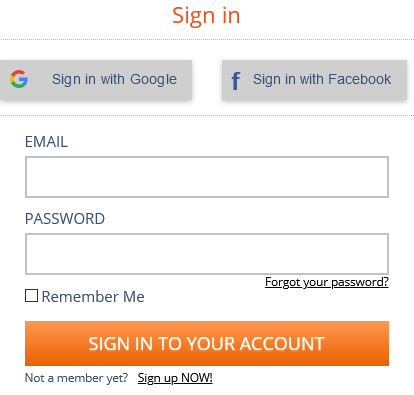 Sign in
Sign in with Google
f Sign in with Facebook
EMAIL
PASSWORD
Forgot your password?
Remember Me
SIGN IN TO YOUR ACCOUNT
Not a member yet? Sign up NOW!